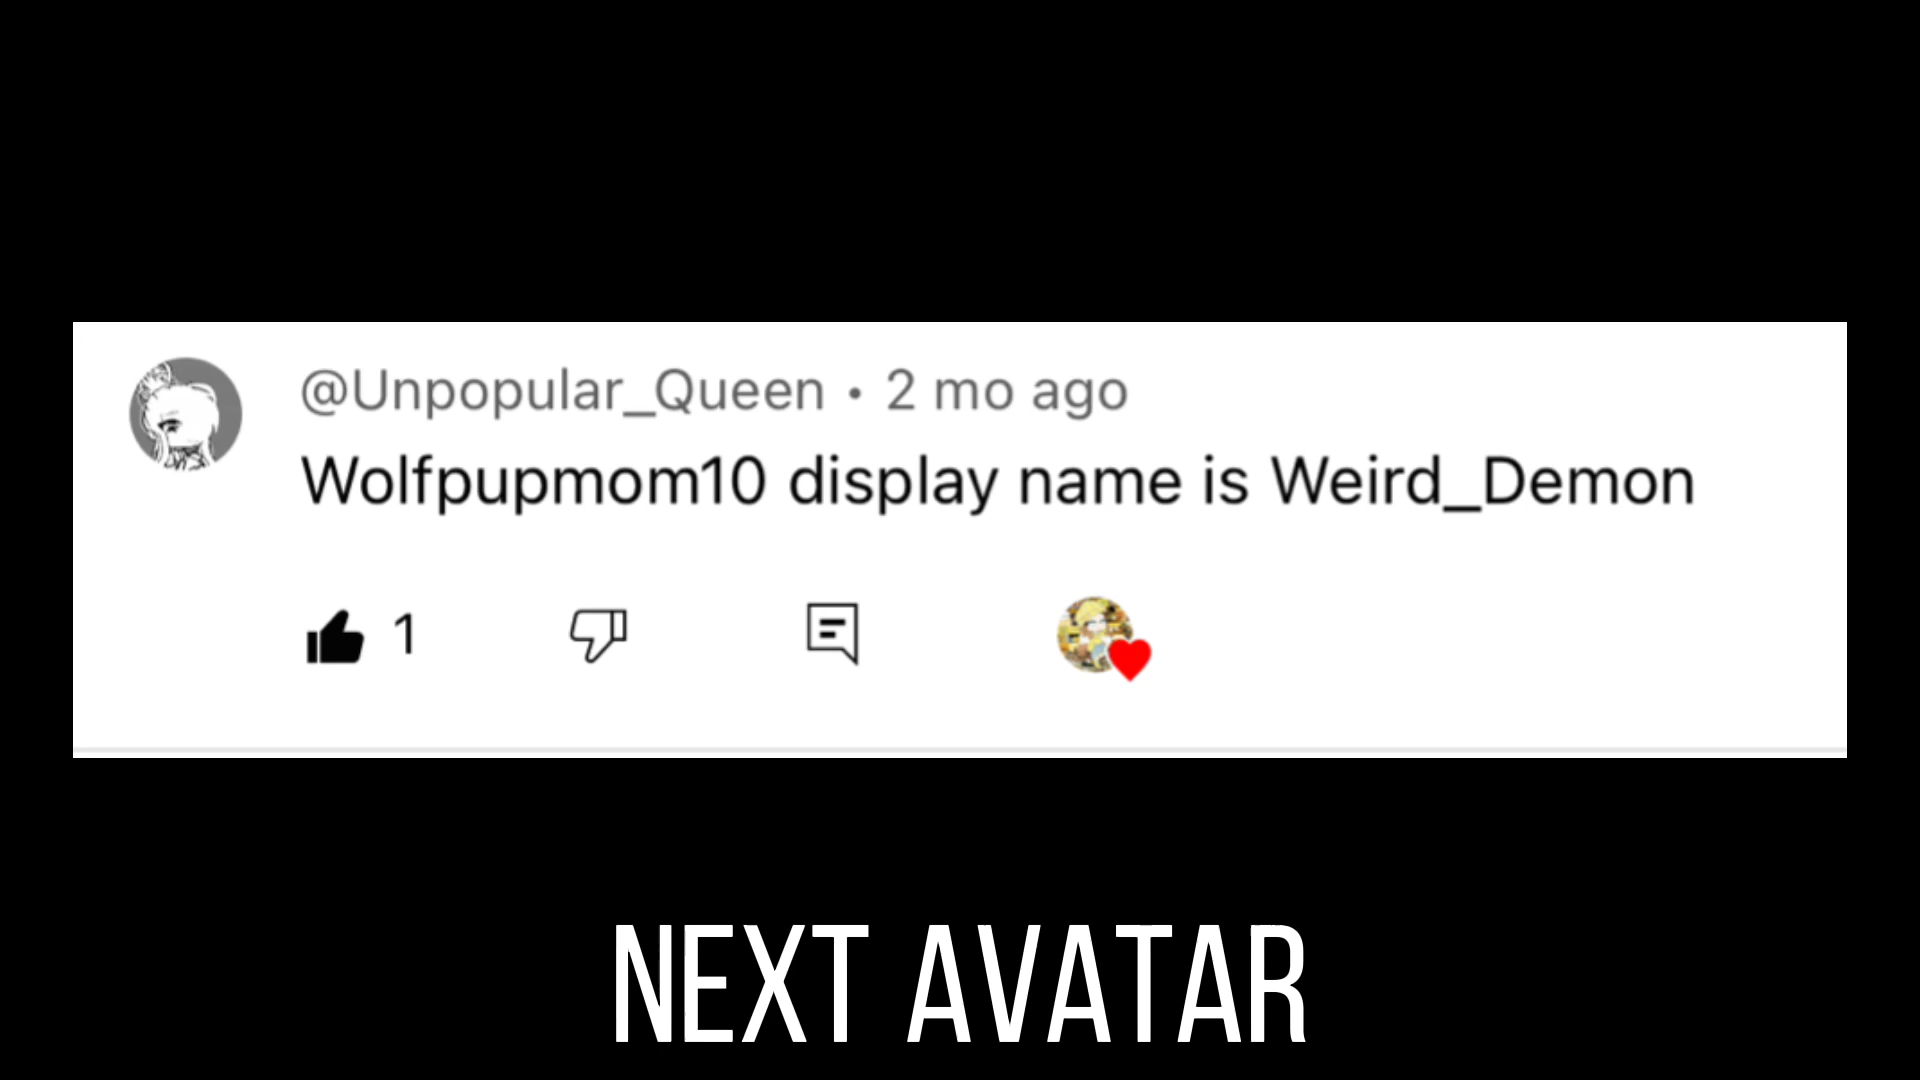 @Unpopular_Queen • 2 mo ago
Wolfpupmom10 display name is Weird_Demon
1
NEXT AVATAR